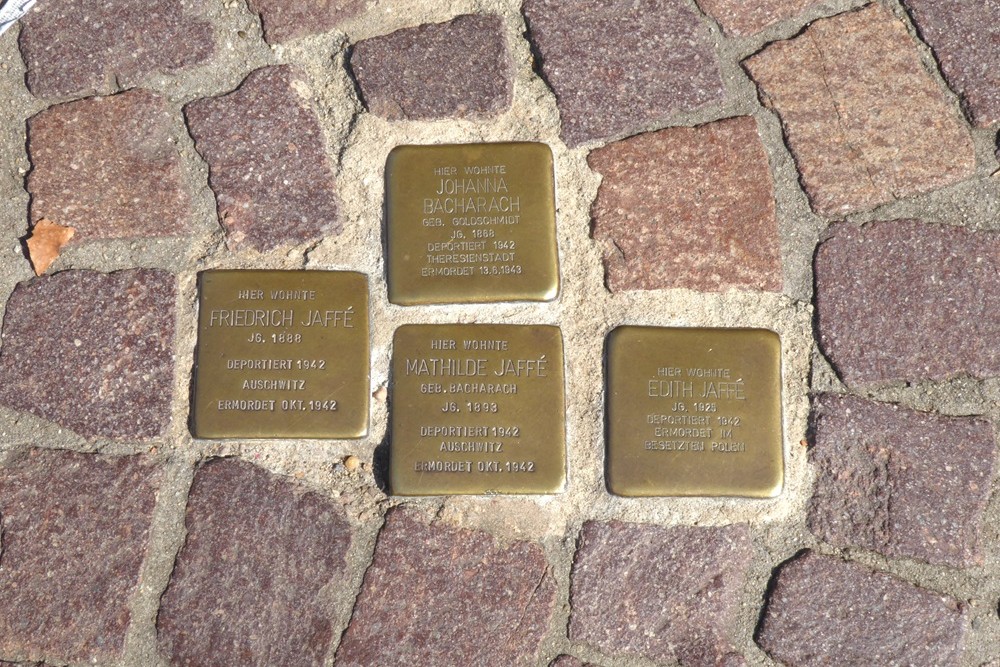 HIER WOHNTE
JOHANNA
BACHARACH
GEB. GOLDSCHMIDT
JG. 1868
DEPORTIERT 1942
THERESIENSTADT
ERMORDET 13.6.1943
HIER WOHNTE
FRIEDRICH JAFFÉ
JG. 1888
DEPORTIERT 1942
AUSCHWITZ
ERMORDET OKT. 1942
HIER WOHNTE
MATHILDE JAFFÉ
GEB. BACHARACH
JG. 1893
DEPORTIERT 1942
AUSCHWITZ
ERMORDET OKT. 1942
HIER WOHNTE
EDITH JAFFÉ
JG. 1925
DEPORTIERT 1942
ERMORDET IM
BESETZTEN POLEN